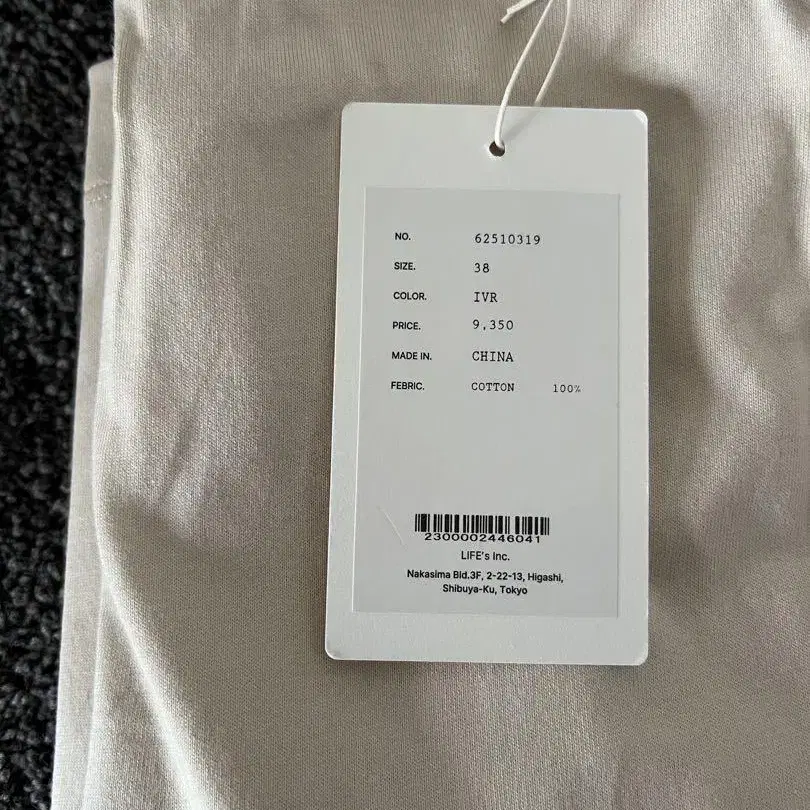 NO. 62510319
SIZE. 38
COLOR. IVR
PRICE. 9,350
MADE IN. CHINA
FEBRIC. COTTON 100%
2300002446041
LIFE's Inc.
Nakasima Bld.3F, 2-22-13, Higashi,
Shibuya-Ku, Tokyo